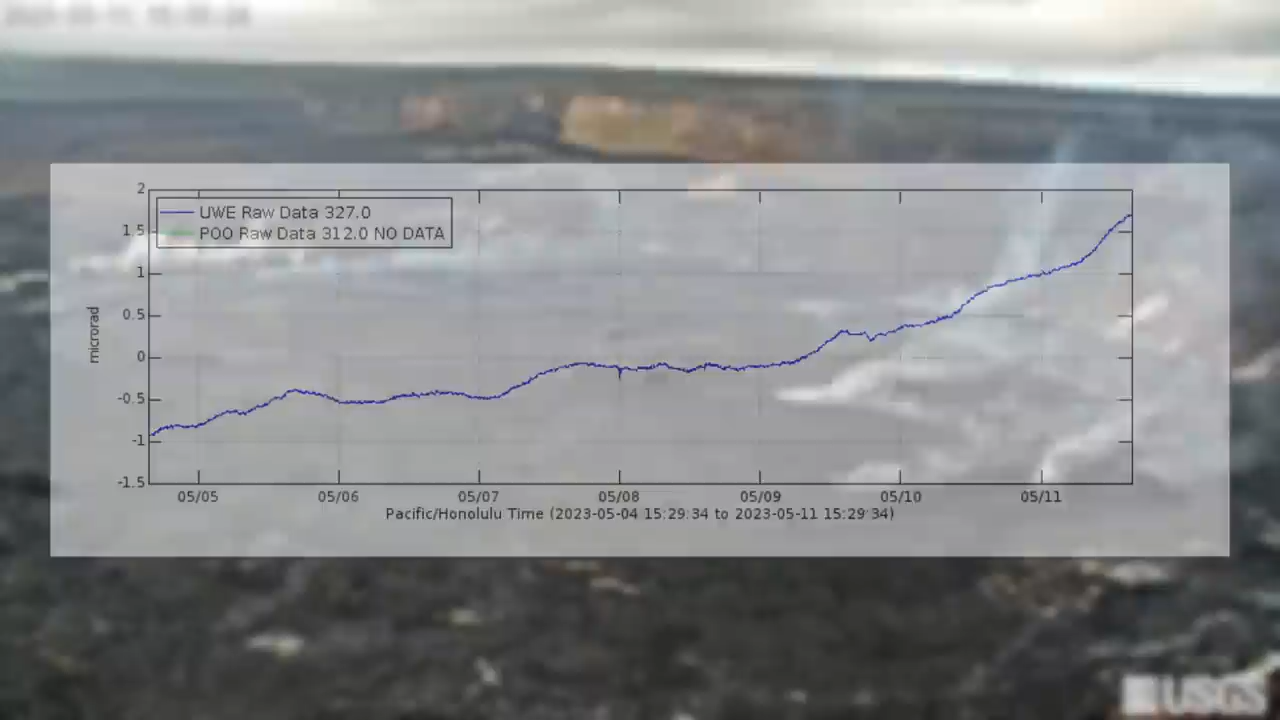 2
1.5
1
0.5
0
-0.5
-1
-1.5
microrad
UWE Raw Data 327.0
POO Raw Data 312.0 NO DATA
05/05 05/06 05/07 05/08 05/09 05/10 05/11
Pacific/Honolulu Time (2023-05-04 15:29:34 to 2023-05-11 15:29:34)
USGS